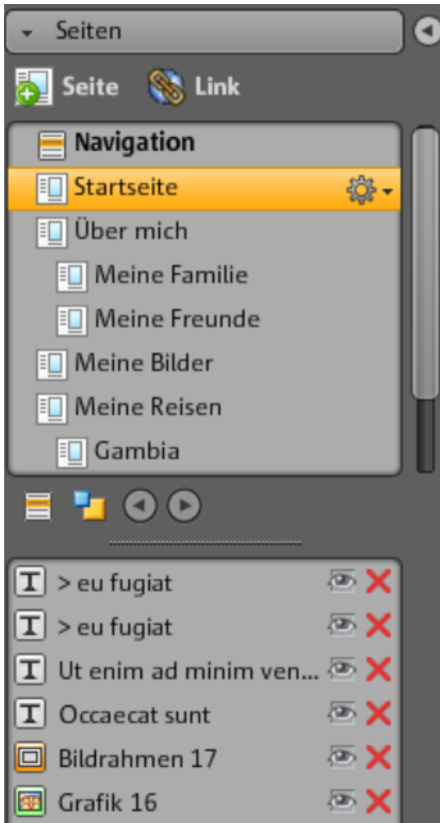 Seiten
Seite Link
Navigation
Startseite
Über mich
Meine Familie
Meine Freunde
Meine Bilder
Meine Reisen
Gambia
T > eu fugiat
T > eu fugiat
T Ut enim ad minim ven...
T Occaecat sunt
Bildrahmen 17
Grafik 16